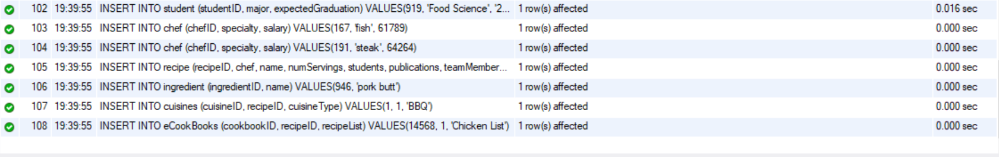 102 19:39:55 INSERT INTO student (studentID, major, expectedGraduation) VALUES(919, 'Food Science', '2... 1 row(s) affected 0.016 sec
103 19:39:55 INSERT INTO chef (chefID, specialty, salary) VALUES(167, 'fish', 61789) 1 row(s) affected 0.000 sec
104 19:39:55 INSERT INTO chef (chefID, specialty, salary) VALUES(191, 'steak', 64264) 1 row(s) affected 0.000 sec
105 19:39:55 INSERT INTO recipe (recipeID, chef, name, numServings, students, publications, teamMember... 1 row(s) affected 0.000 sec
106 19:39:55 INSERT INTO ingredient (ingredientID, name) VALUES(946, 'pork butt') 1 row(s) affected 0.000 sec
107 19:39:55 INSERT INTO cuisines (cuisineID, recipeID, cuisineType) VALUES(1, 1, 'BBQ') 1 row(s) affected 0.000 sec
108 19:39:55 INSERT INTO eCookBooks (cookbookID, recipeID, recipeList) VALUES(14568, 1, 'Chicken List') 1 row(s) affected 0.000 sec